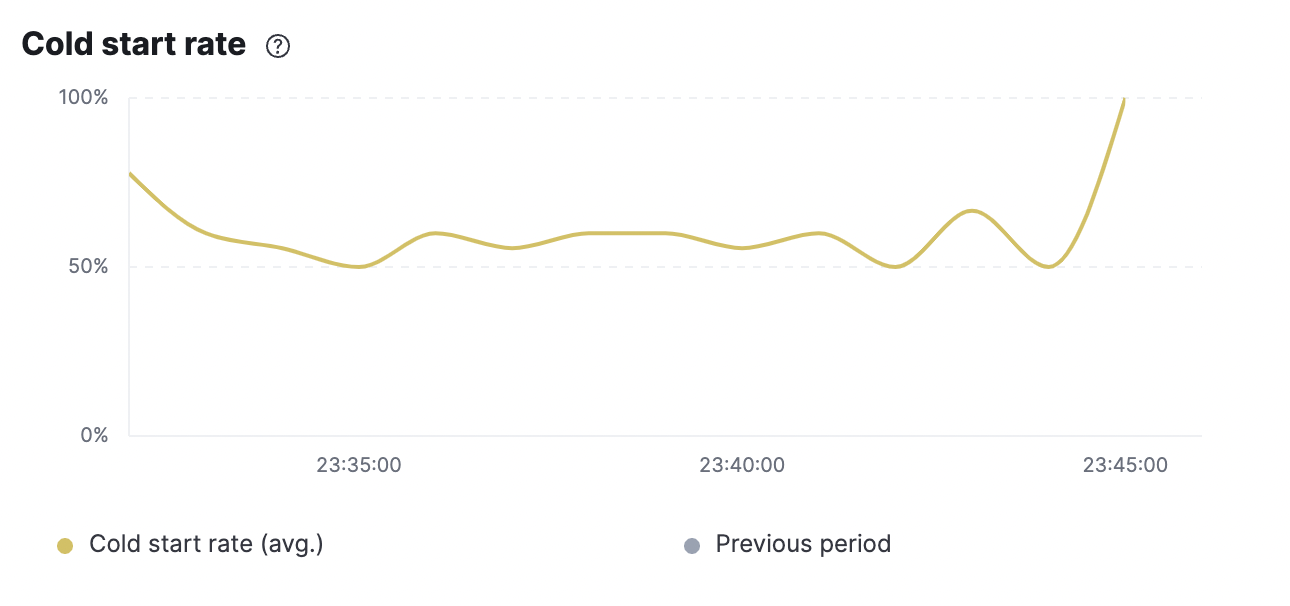 Cold start rate ?
100%
50%
0%
23:35:00 23:40:00 23:45:00
Cold start rate (avg.) Previous period